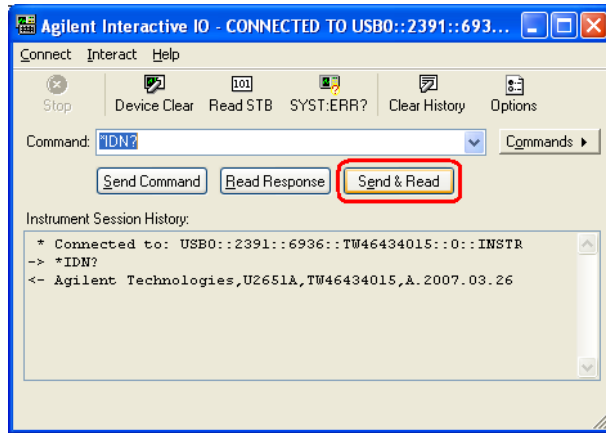 Agilent Interactive IO - CONNECTED TO USB0::2391::693...
Connect Interact Help
101
Stop Device Clear Read STB SYST:ERR? Clear History Options
Command: *IDN? Commands
Send Command Read Response Send & Read
Instrument Session History:
* Connected to: USB0::2391::6936::TW46434015::0::INSTR
-> *IDN?
<- Agilent Technologies,U2651A,TW46434015,A.2007.03.26